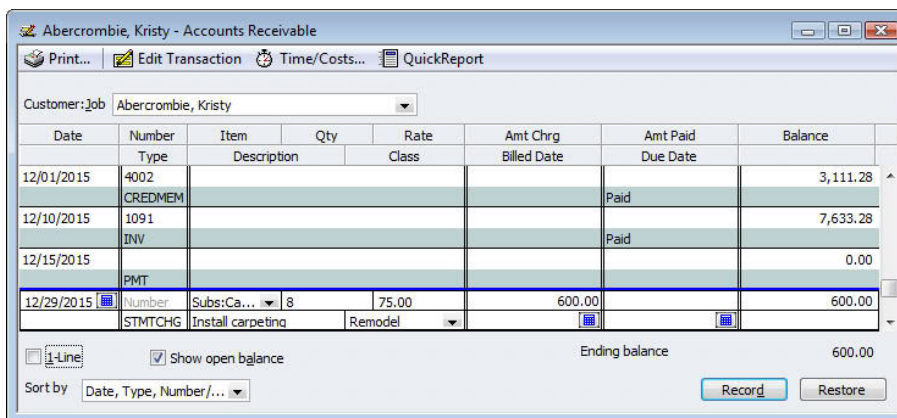 Abercrombie, Kristy - Accounts Receivable
Print... Edit Transaction Time/Costs... QuickReport
Customer:Job Abercrombie, Kristy
Date Number Item Qty Rate Amt Chrg Amt Paid Balance
Type Description Class Billed Date Due Date
12/01/2015 4002 3,111.28
CREDMEM Paid
12/10/2015 1091 7,633.28
INV Paid
12/15/2015 0.00
PMT
12/29/2015 Number Subs:Ca... 8 75.00 600.00 600.00
STMTCHG Install carpeting Remodel
1-Line Show open balance Ending balance 600.00
Sort by Date, Type, Number/... Record Restore